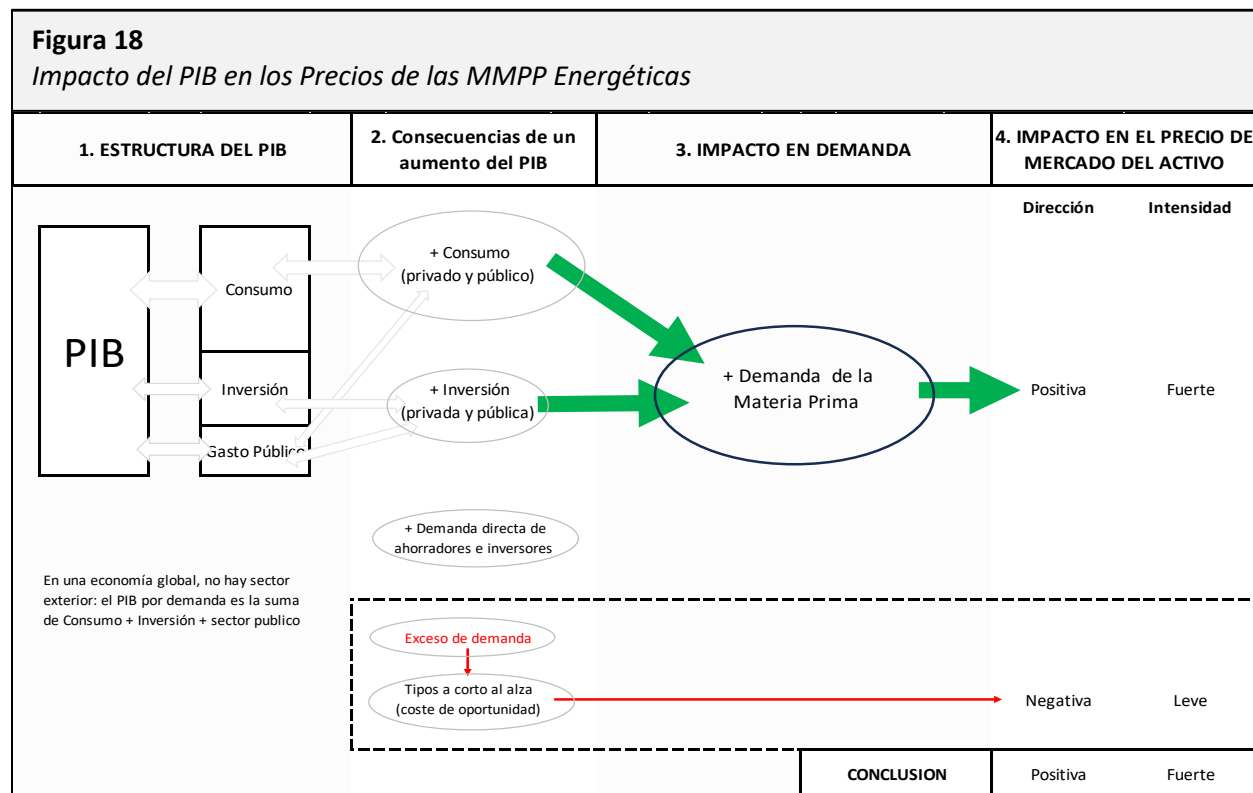 Figura 18
Impacto del PIB en los Precios de las MMPP Energéticas
1. ESTRUCTURA DEL PIB
2. Consecuencias de un
aumento del PIB
3. IMPACTO EN DEMANDA
4. IMPACTO EN EL PRECIO DE
MERCADO DEL ACTIVO
Dirección
Intensidad
PIB
Consumo
Inversión
Gasto Público
+ Consumo
(privado y público)
+ Inversión
(privada y pública)
+ Demanda de la
Materia Prima
Positiva
Fuerte
+ Demanda directa de
ahorradores e inversores
En una economía global, no hay sector
exterior: el PIB por demanda es la suma
de Consumo + Inversión + sector publico
Exceso de demanda
Tipos a corto al alza
(coste de oportunidad)
Negativa
Leve
CONCLUSION
Positiva
Fuerte